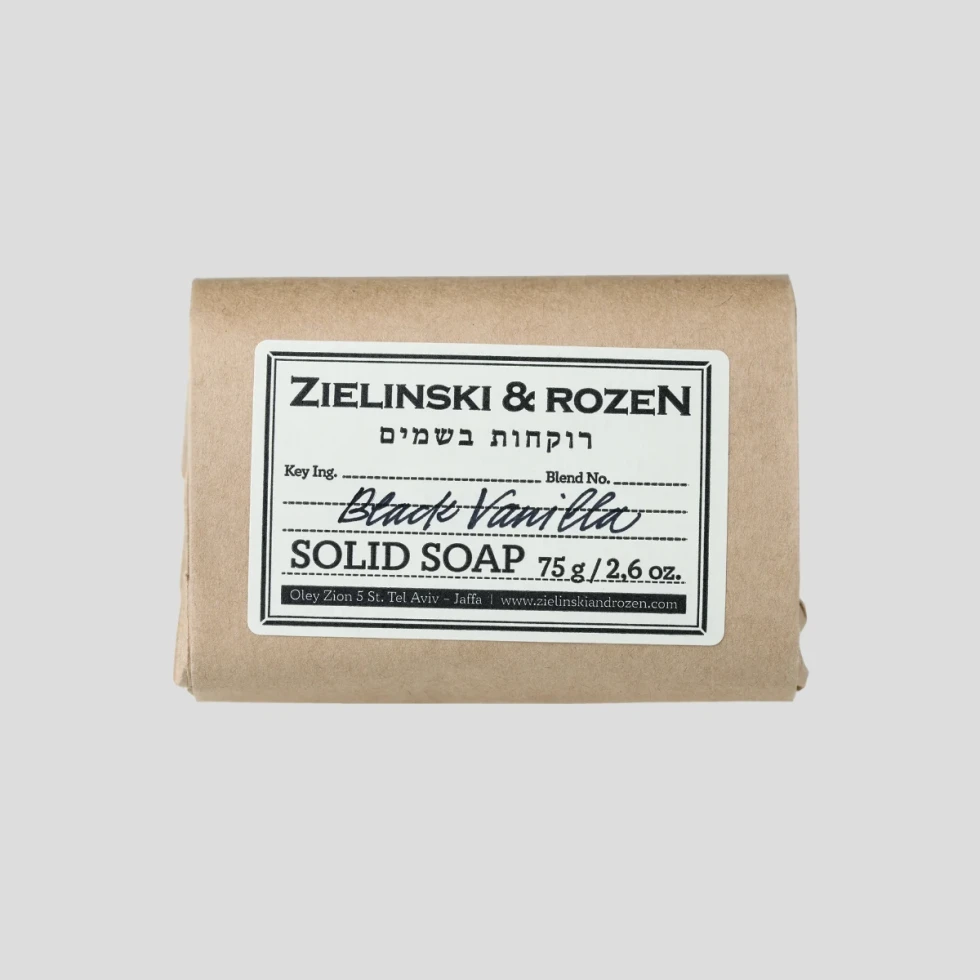 ZIELINSKI & ROZEN
רוקחות בשמים
Key Ing. Blend No.
Black Vanilla
SOLID SOAP 75 g / 2,6 oz.
Oley Zion 5 St. Tel Aviv - Jaffa | www.zielinskiandrozen.com